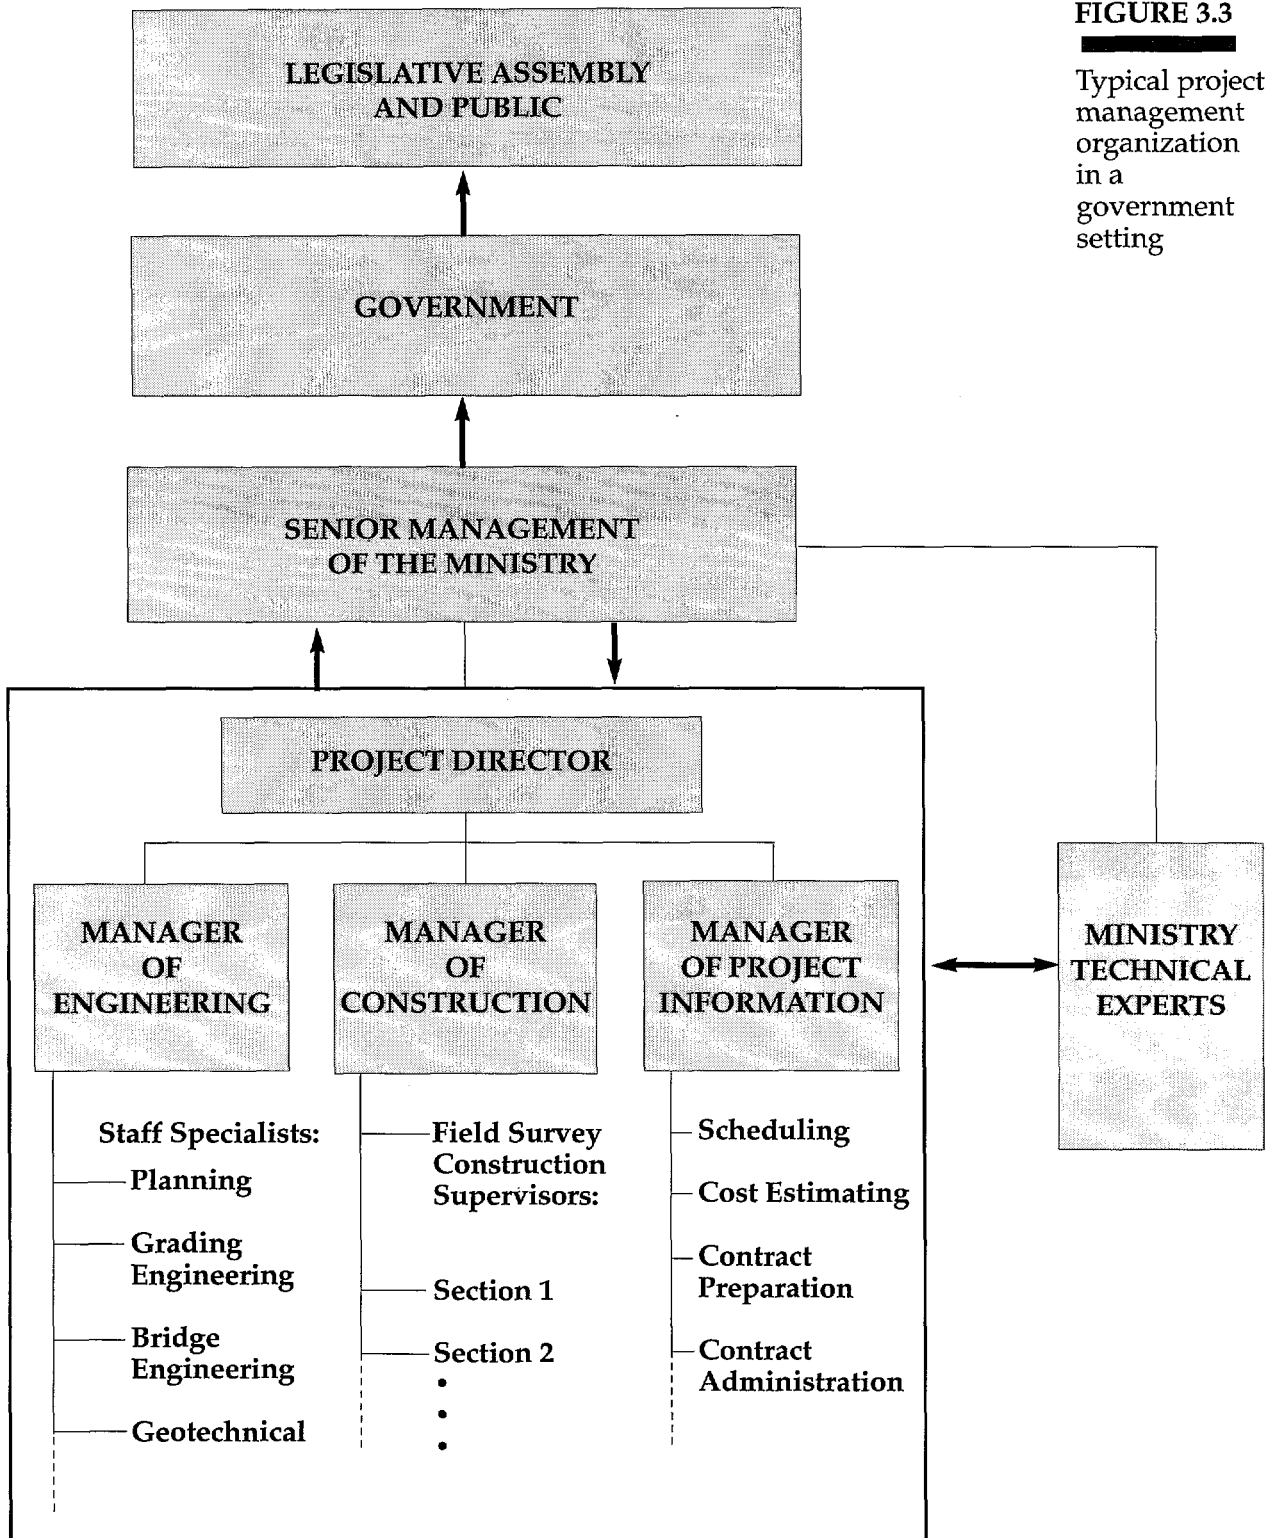 FIGURE 3.3
Typical project
management
organization
in a
government
setting
LEGISLATIVE ASSEMBLY
AND PUBLIC
GOVERNMENT
SENIOR MANAGEMENT
OF THE MINISTRY
PROJECT DIRECTOR
MANAGER
OF
ENGINEERING
MANAGER
OF
CONSTRUCTION
MANAGER
OF PROJECT
INFORMATION
MINISTRY
TECHNICAL
EXPERTS
Staff Specialists:
Planning
Grading
Engineering
Bridge
Engineering
Geotechnical
Field Survey
Construction
Supervisors:
Section 1
Section 2
Scheduling
Cost Estimating
Contract
Preparation
Contract
Administration